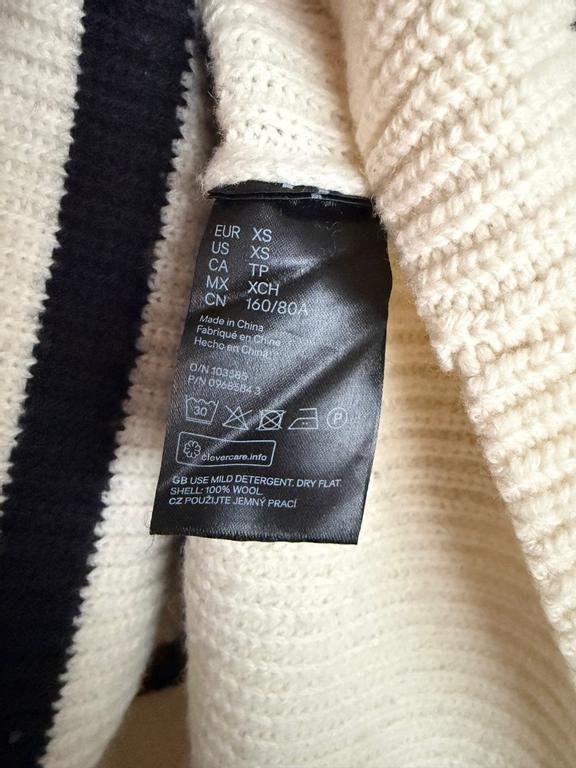 EUR XS
US XS
CA TP
MX XCH
CN 160/80A
Made in China
Fabriqué en Chine
Hecho en China
O/N 103585
P/N 0968584 3
30 P
clevercare.info
GB USE MILD DETERGENT. DRY FLAT.
SHELL: 100% WOOL
CZ POUŽIJTE JEMNÝ PRACÍ